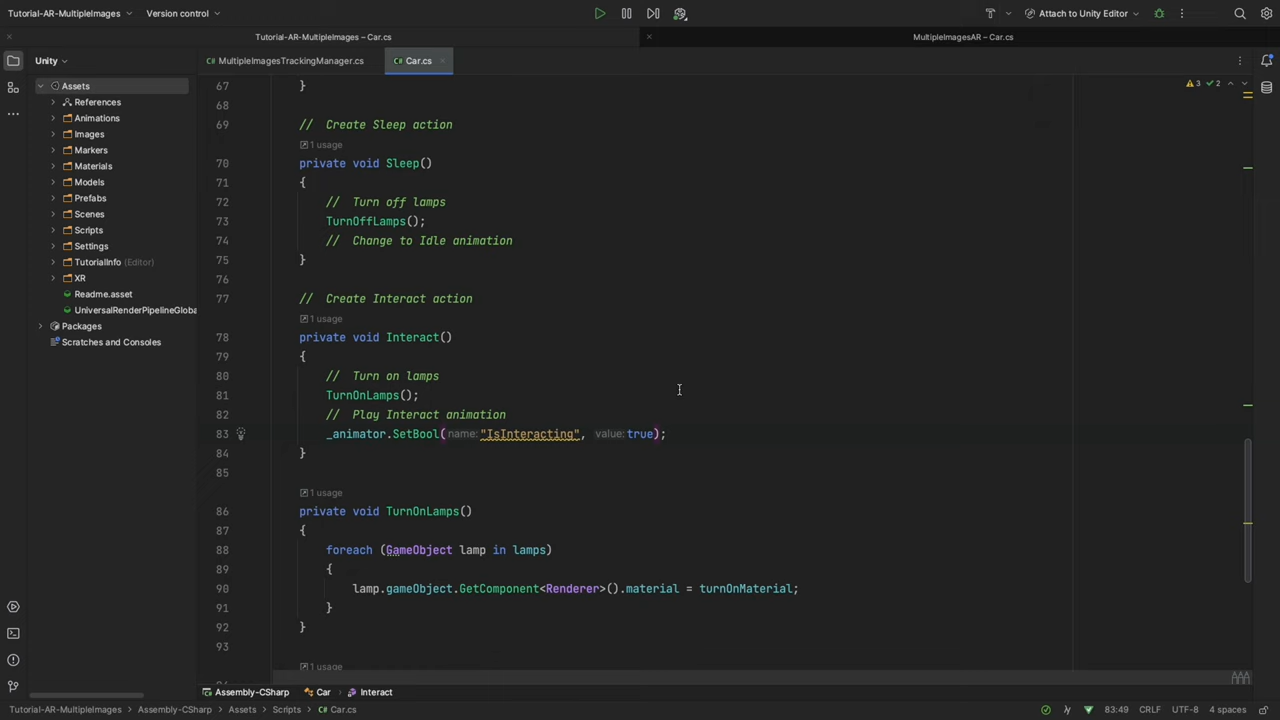 Tutorial-AR-MultipleImages
Version control
Attach to Unity Editor
Tutorial-AR-MultipleImages – Car.cs
MultipleImagesAR – Car.cs
Unity
MultipleImagesTrackingManager.cs
Car.cs
Assets
References
Animations
Images
Markers
Materials
Models
Prefabs
Scenes
Scripts
Settings
TutorialInfo (Editor)
XR
Readme.asset
UniversalRenderPipelineGloba
Packages
Scratches and Consoles
3 2
67 }
68
69 // Create Sleep action
1 usage
70 private void Sleep()
71 {
72 // Turn off lamps
73 TurnOffLamps();
74 // Change to Idle animation
75 }
76
77 // Create Interact action
1 usage
78 private void Interact()
79 {
80 // Turn on lamps
81 TurnOnLamps();
82 // Play Interact animation
83 _animator.SetBool( name: "IsInteracting", value: true);
84 }
85
1 usage
86 private void TurnOnLamps()
87 {
88 foreach (GameObject lamp in lamps)
89 {
90 lamp.gameObject.GetComponent<Renderer>().material = turnOnMaterial;
91 }
92 }
93
1 usage
Assembly-CSharp Car Interact
Tutorial-AR-MultipleImages > Assembly-CSharp > Assets > Scripts > Car.cs
83:49 CRLF UTF-8 4 spaces